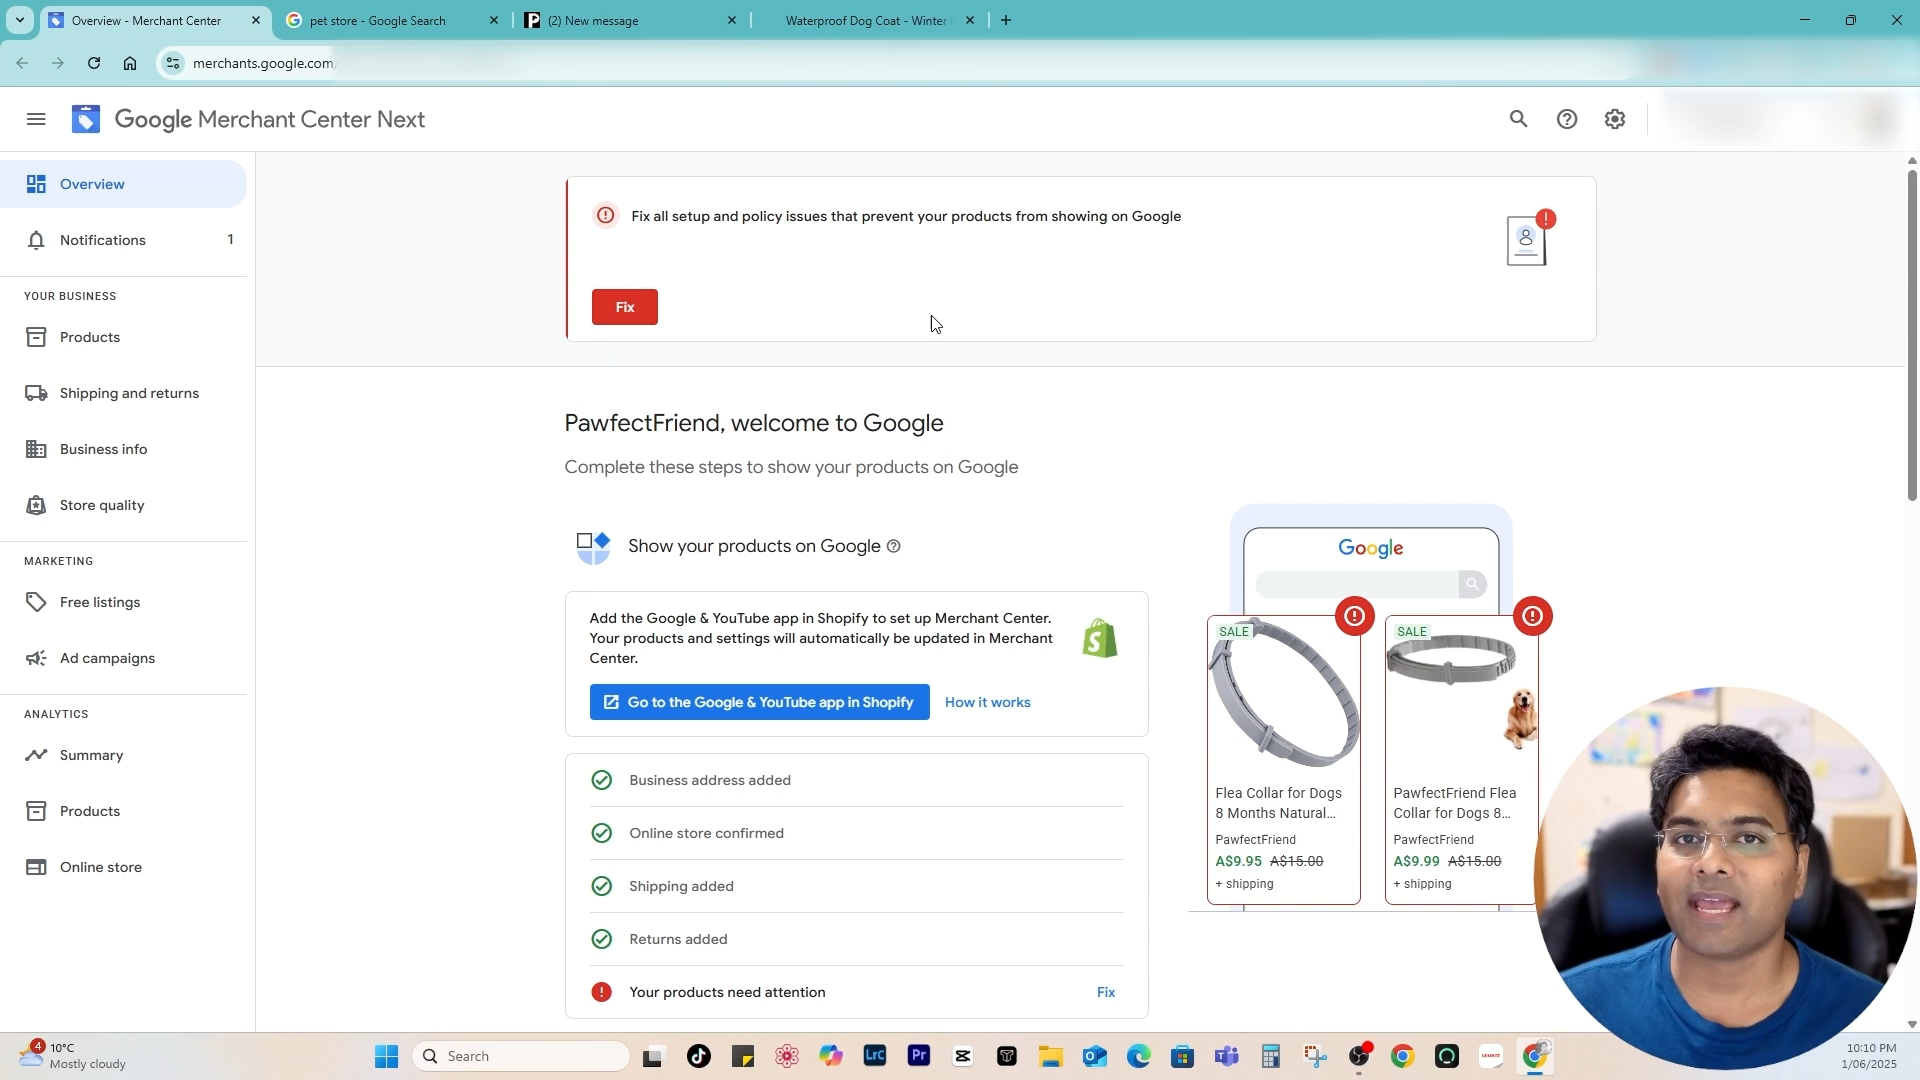 Overview - Merchant Center
pet store - Google Search
(2) New message
Waterproof Dog Coat - Winter
merchants.google.com/
Google Merchant Center Next
Overview
Notifications 1
YOUR BUSINESS
Products
Shipping and returns
Business info
Store quality
MARKETING
Free listings
Ad campaigns
ANALYTICS
Summary
Products
Online store
Fix all setup and policy issues that prevent your products from showing on Google
Fix
PawfectFriend, welcome to Google
Complete these steps to show your products on Google
Show your products on Google
Add the Google & YouTube app in Shopify to set up Merchant Center.
Your products and settings will automatically be updated in Merchant
Center.
Go to the Google & YouTube app in Shopify How it works
Business address added
Online store confirmed
Shipping added
Returns added
Your products need attention Fix
Google
SALE
Flea Collar for Dogs
8 Months Natural...
PawfectFriend
A$9.95 A$15.00
+ shipping
SALE
PawfectFriend Flea
Collar for Dogs 8...
PawfectFriend
A$9.99 A$15.00
+ shipping
4
10°C
Mostly cloudy
Search
LrC
Pr
10:10 PM
1/06/2025